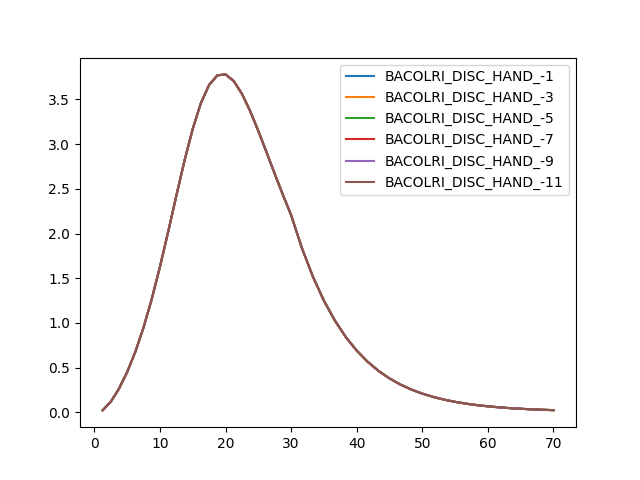 BACOLRI_DISC_HAND_-1
BACOLRI_DISC_HAND_-3
BACOLRI_DISC_HAND_-5
BACOLRI_DISC_HAND_-7
BACOLRI_DISC_HAND_-9
BACOLRI_DISC_HAND_-11
3.5
3.0
2.5
2.0
1.5
1.0
0.5
0.0
0 10 20 30 40 50 60 70